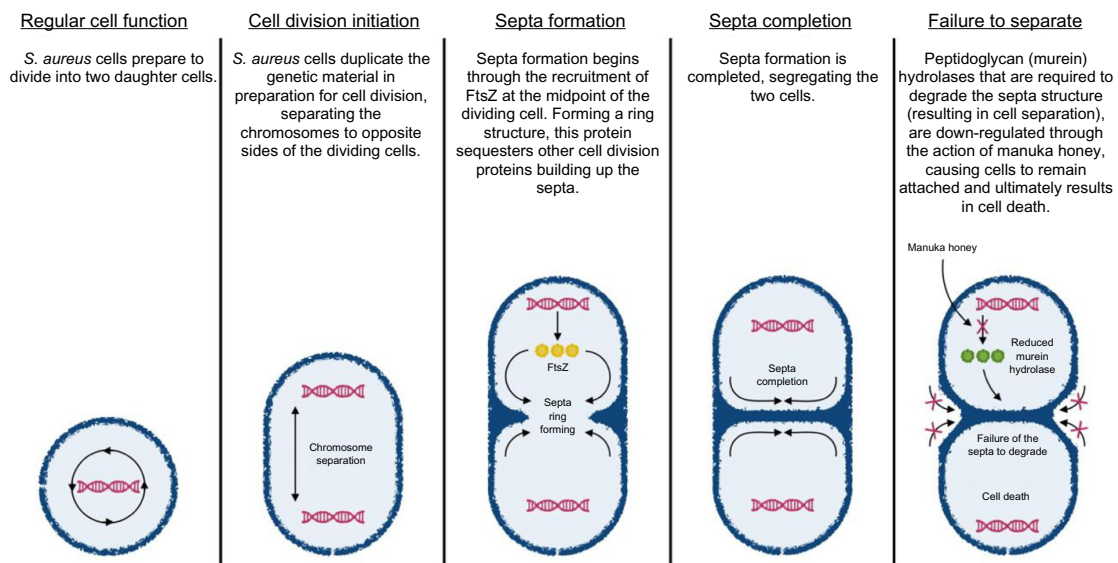 Regular cell function
S. aureus cells prepare to
divide into two daughter cells.
Cell division initiation
S. aureus cells duplicate the
genetic material in
preparation for cell division,
separating the
chromosomes to opposite
sides of the dividing cells.
Chromosome
separation
Septa formation
Septa formation begins
through the recruitment of
FtsZ at the midpoint of the
dividing cell. Forming a ring
structure, this protein
sequesters other cell division
proteins building up the
septa.
FtsZ
Septa
ring
forming
Septa completion
Septa formation is
completed, segregating the
two cells.
Septa
completion
Failure to separate
Peptidoglycan (murein)
hydrolases that are required to
degrade the septa structure
(resulting in cell separation),
are down-regulated through
the action of manuka honey,
causing cells to remain
attached and ultimately results
in cell death.
Manuka honey
Reduced
murein
hydrolase
Failure of the
septa to degrade
Cell death